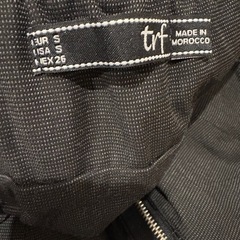 EUR S
USA S
MEX 26
trf
MADE IN
MOROCCO